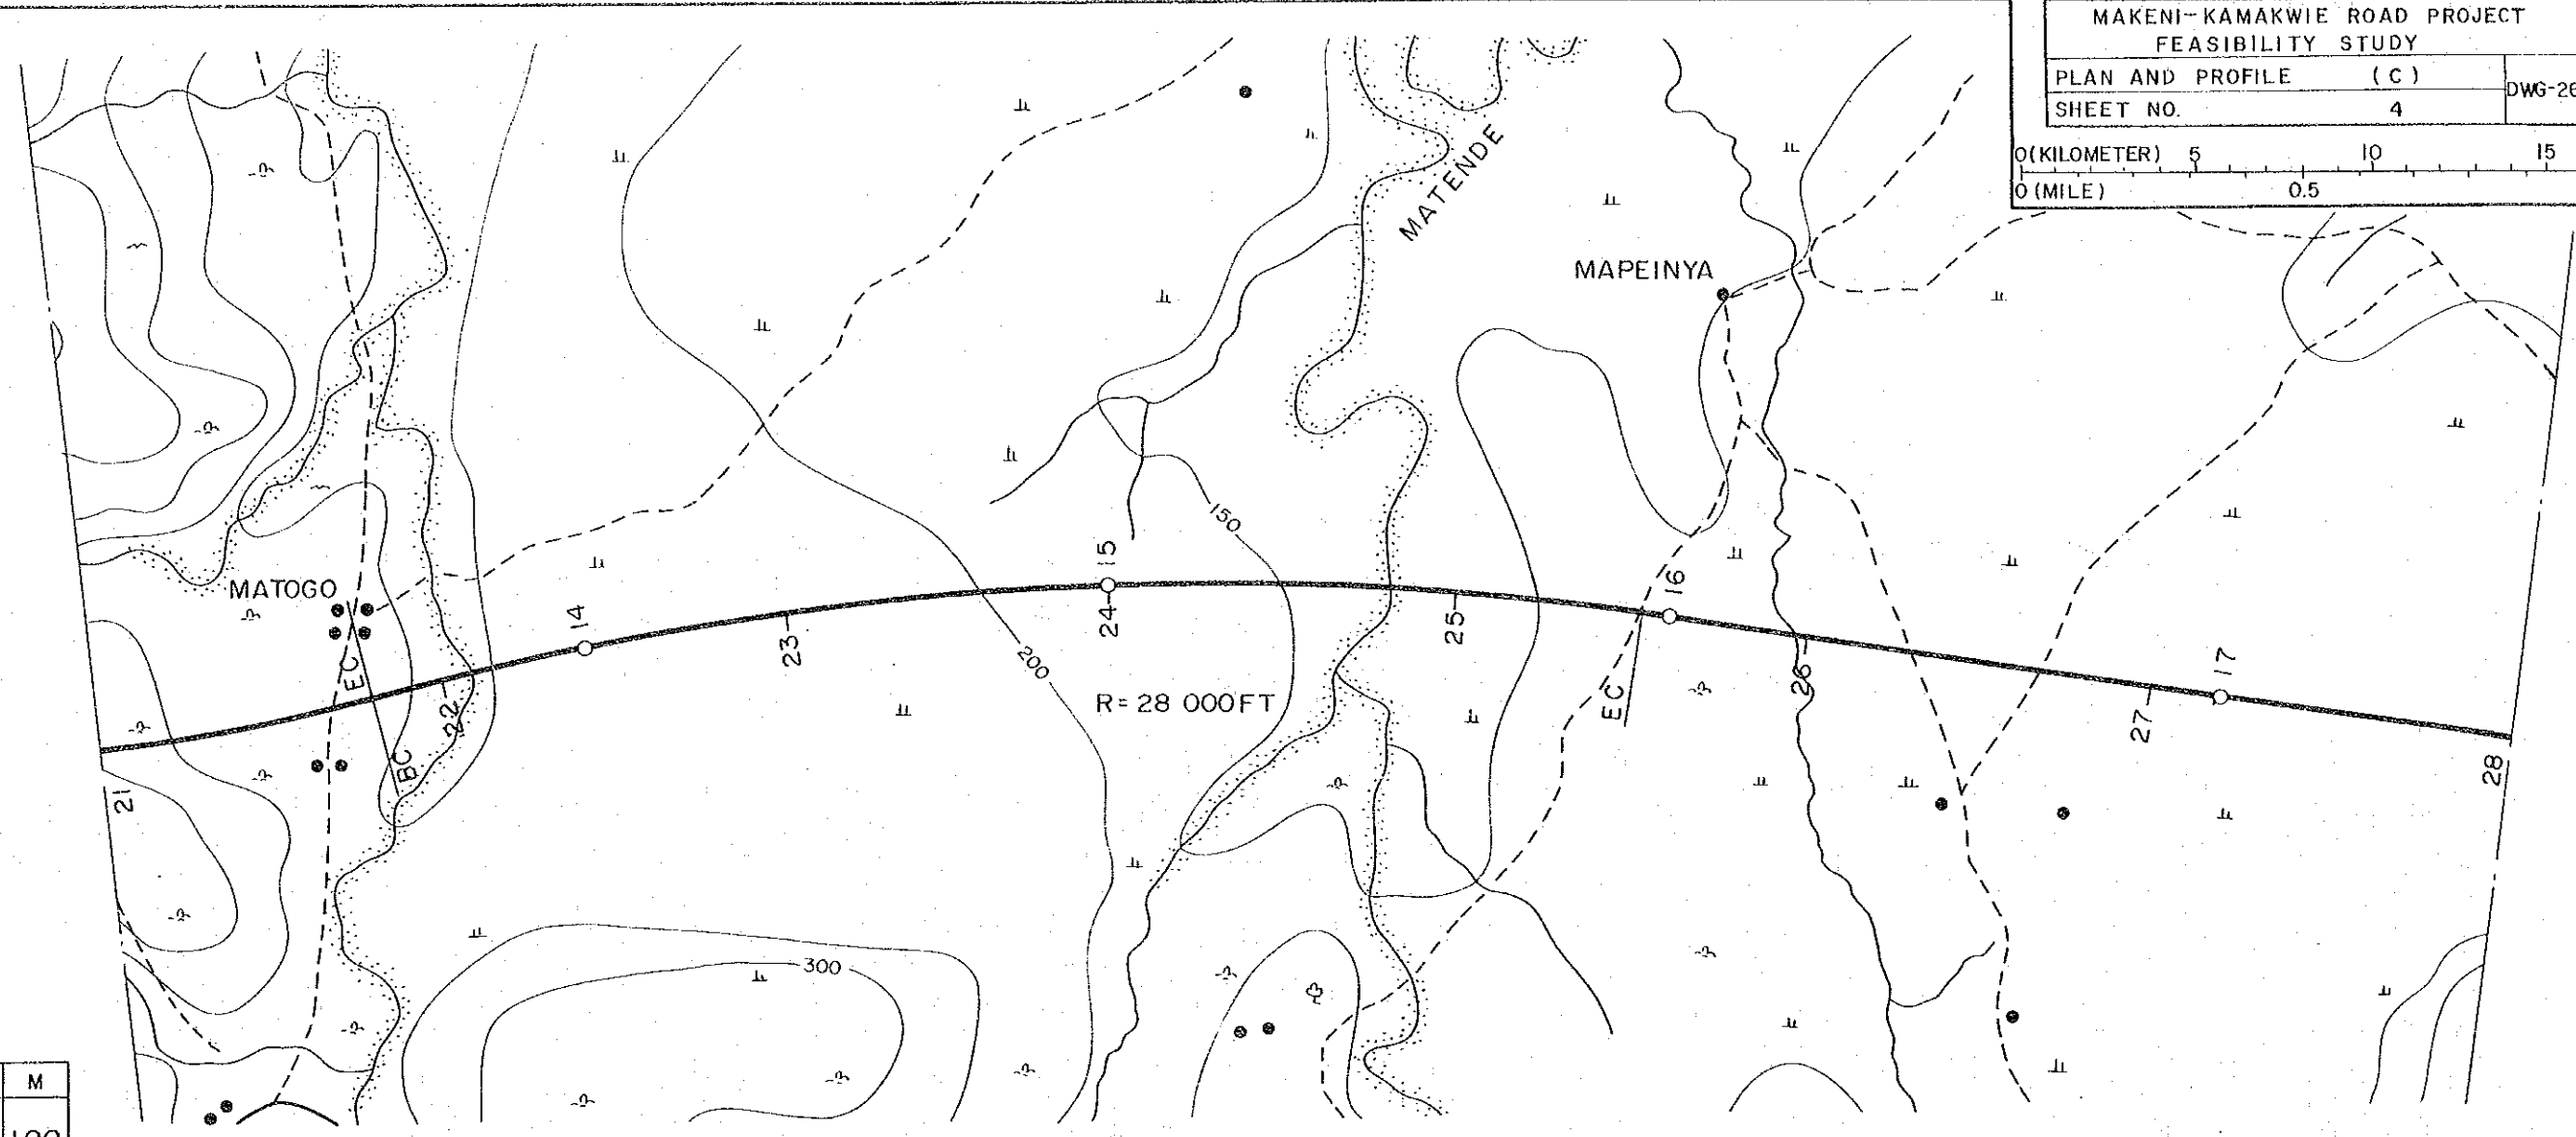 MAKENI-KAMAKWIE ROAD PROJECT
FEASIBILITY STUDY
PLAN AND PROFILE (C)
DWG-26
SHEET NO. 4
0(KILOMETER) 5 10 15
0(MILE) 0.5
MATENDE
MAPEINYA
150
MATOGO
14
15
16
17
21
22
23
24
25
26
27
28
EC
BC
EC
200
R= 28 000FT
300
M